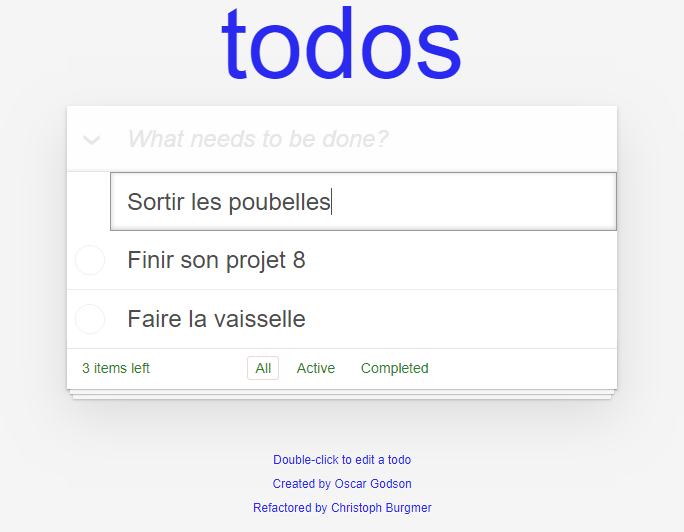 todos
What needs to be done?
Sortir les poubelles
Finir son projet 8
Faire la vaisselle
3 items left All Active Completed
Double-click to edit a todo
Created by Oscar Godson
Refactored by Christoph Burgmer